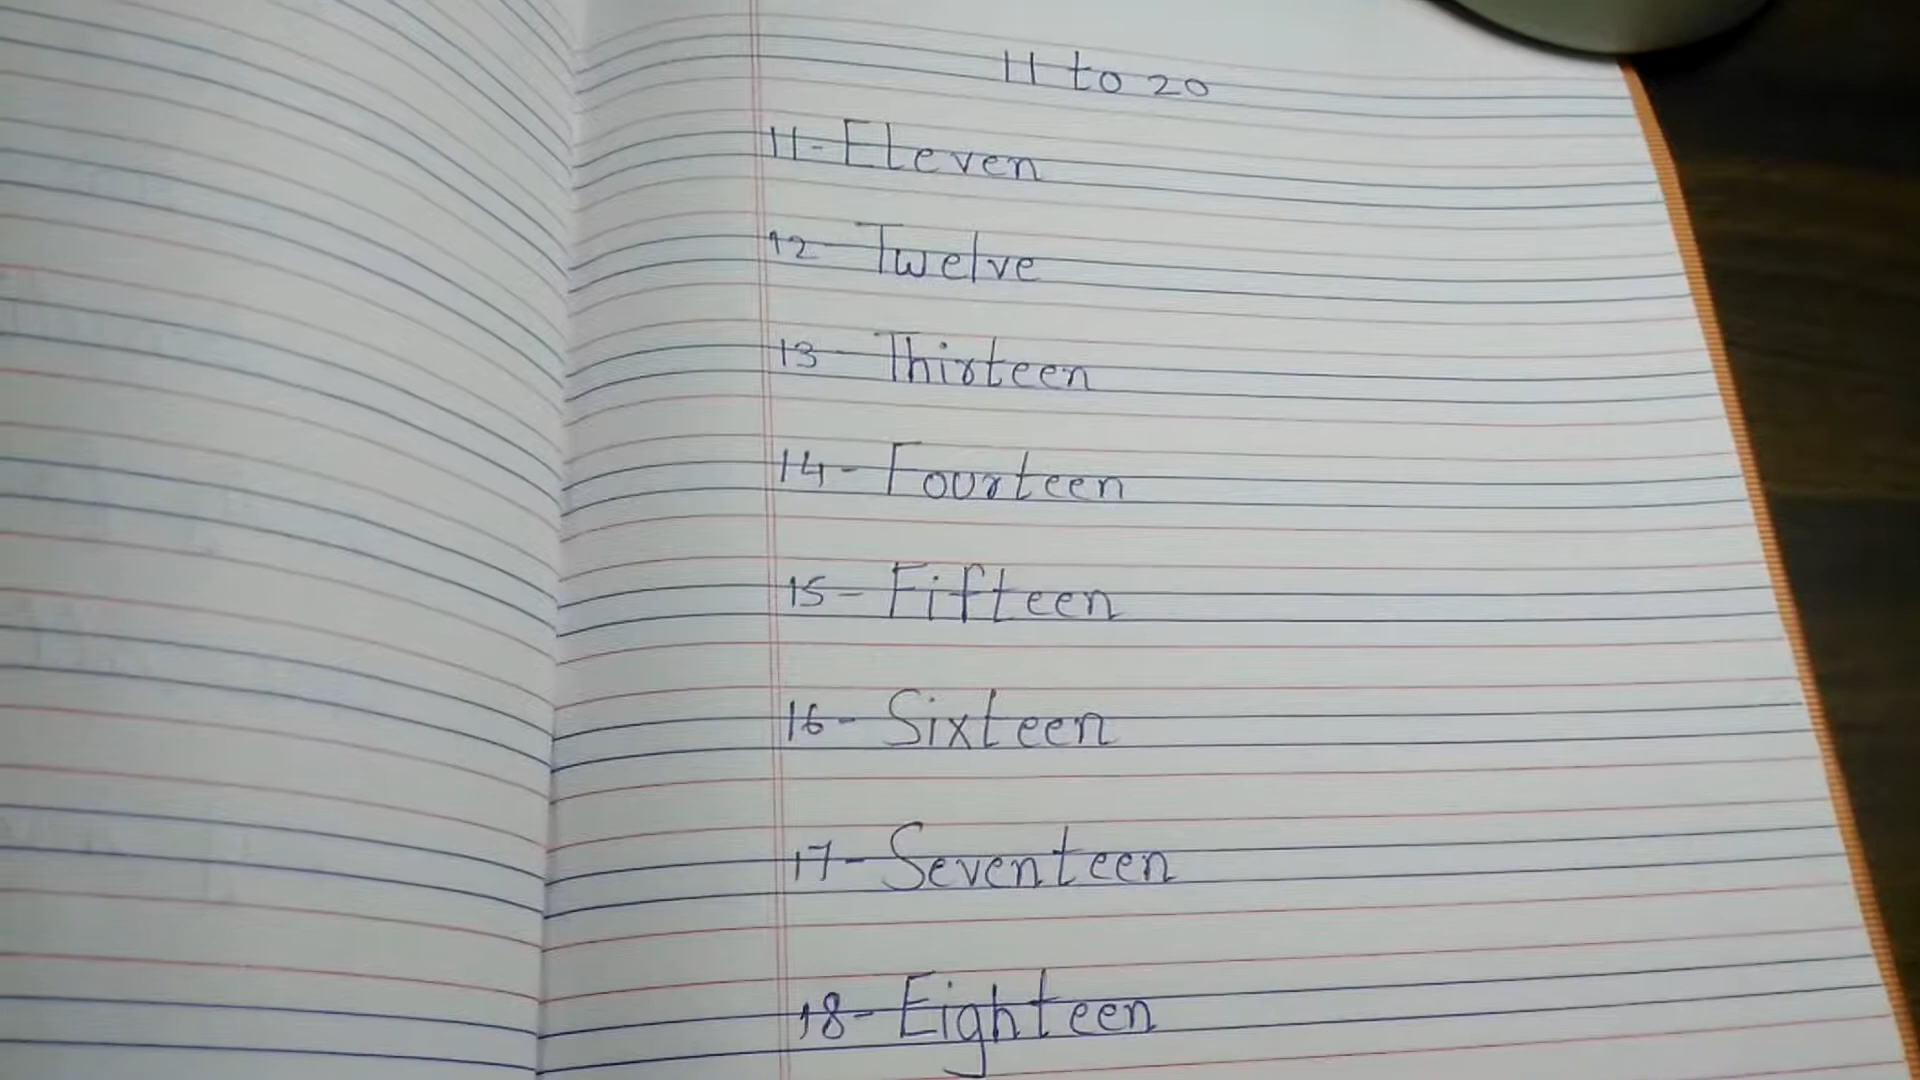 11 to 20
11- Eleven
12- Twelve
13- Thirteen
14- Fourteen
15- Fifteen
16- Sixteen
17- Seventeen
18- Eighteen